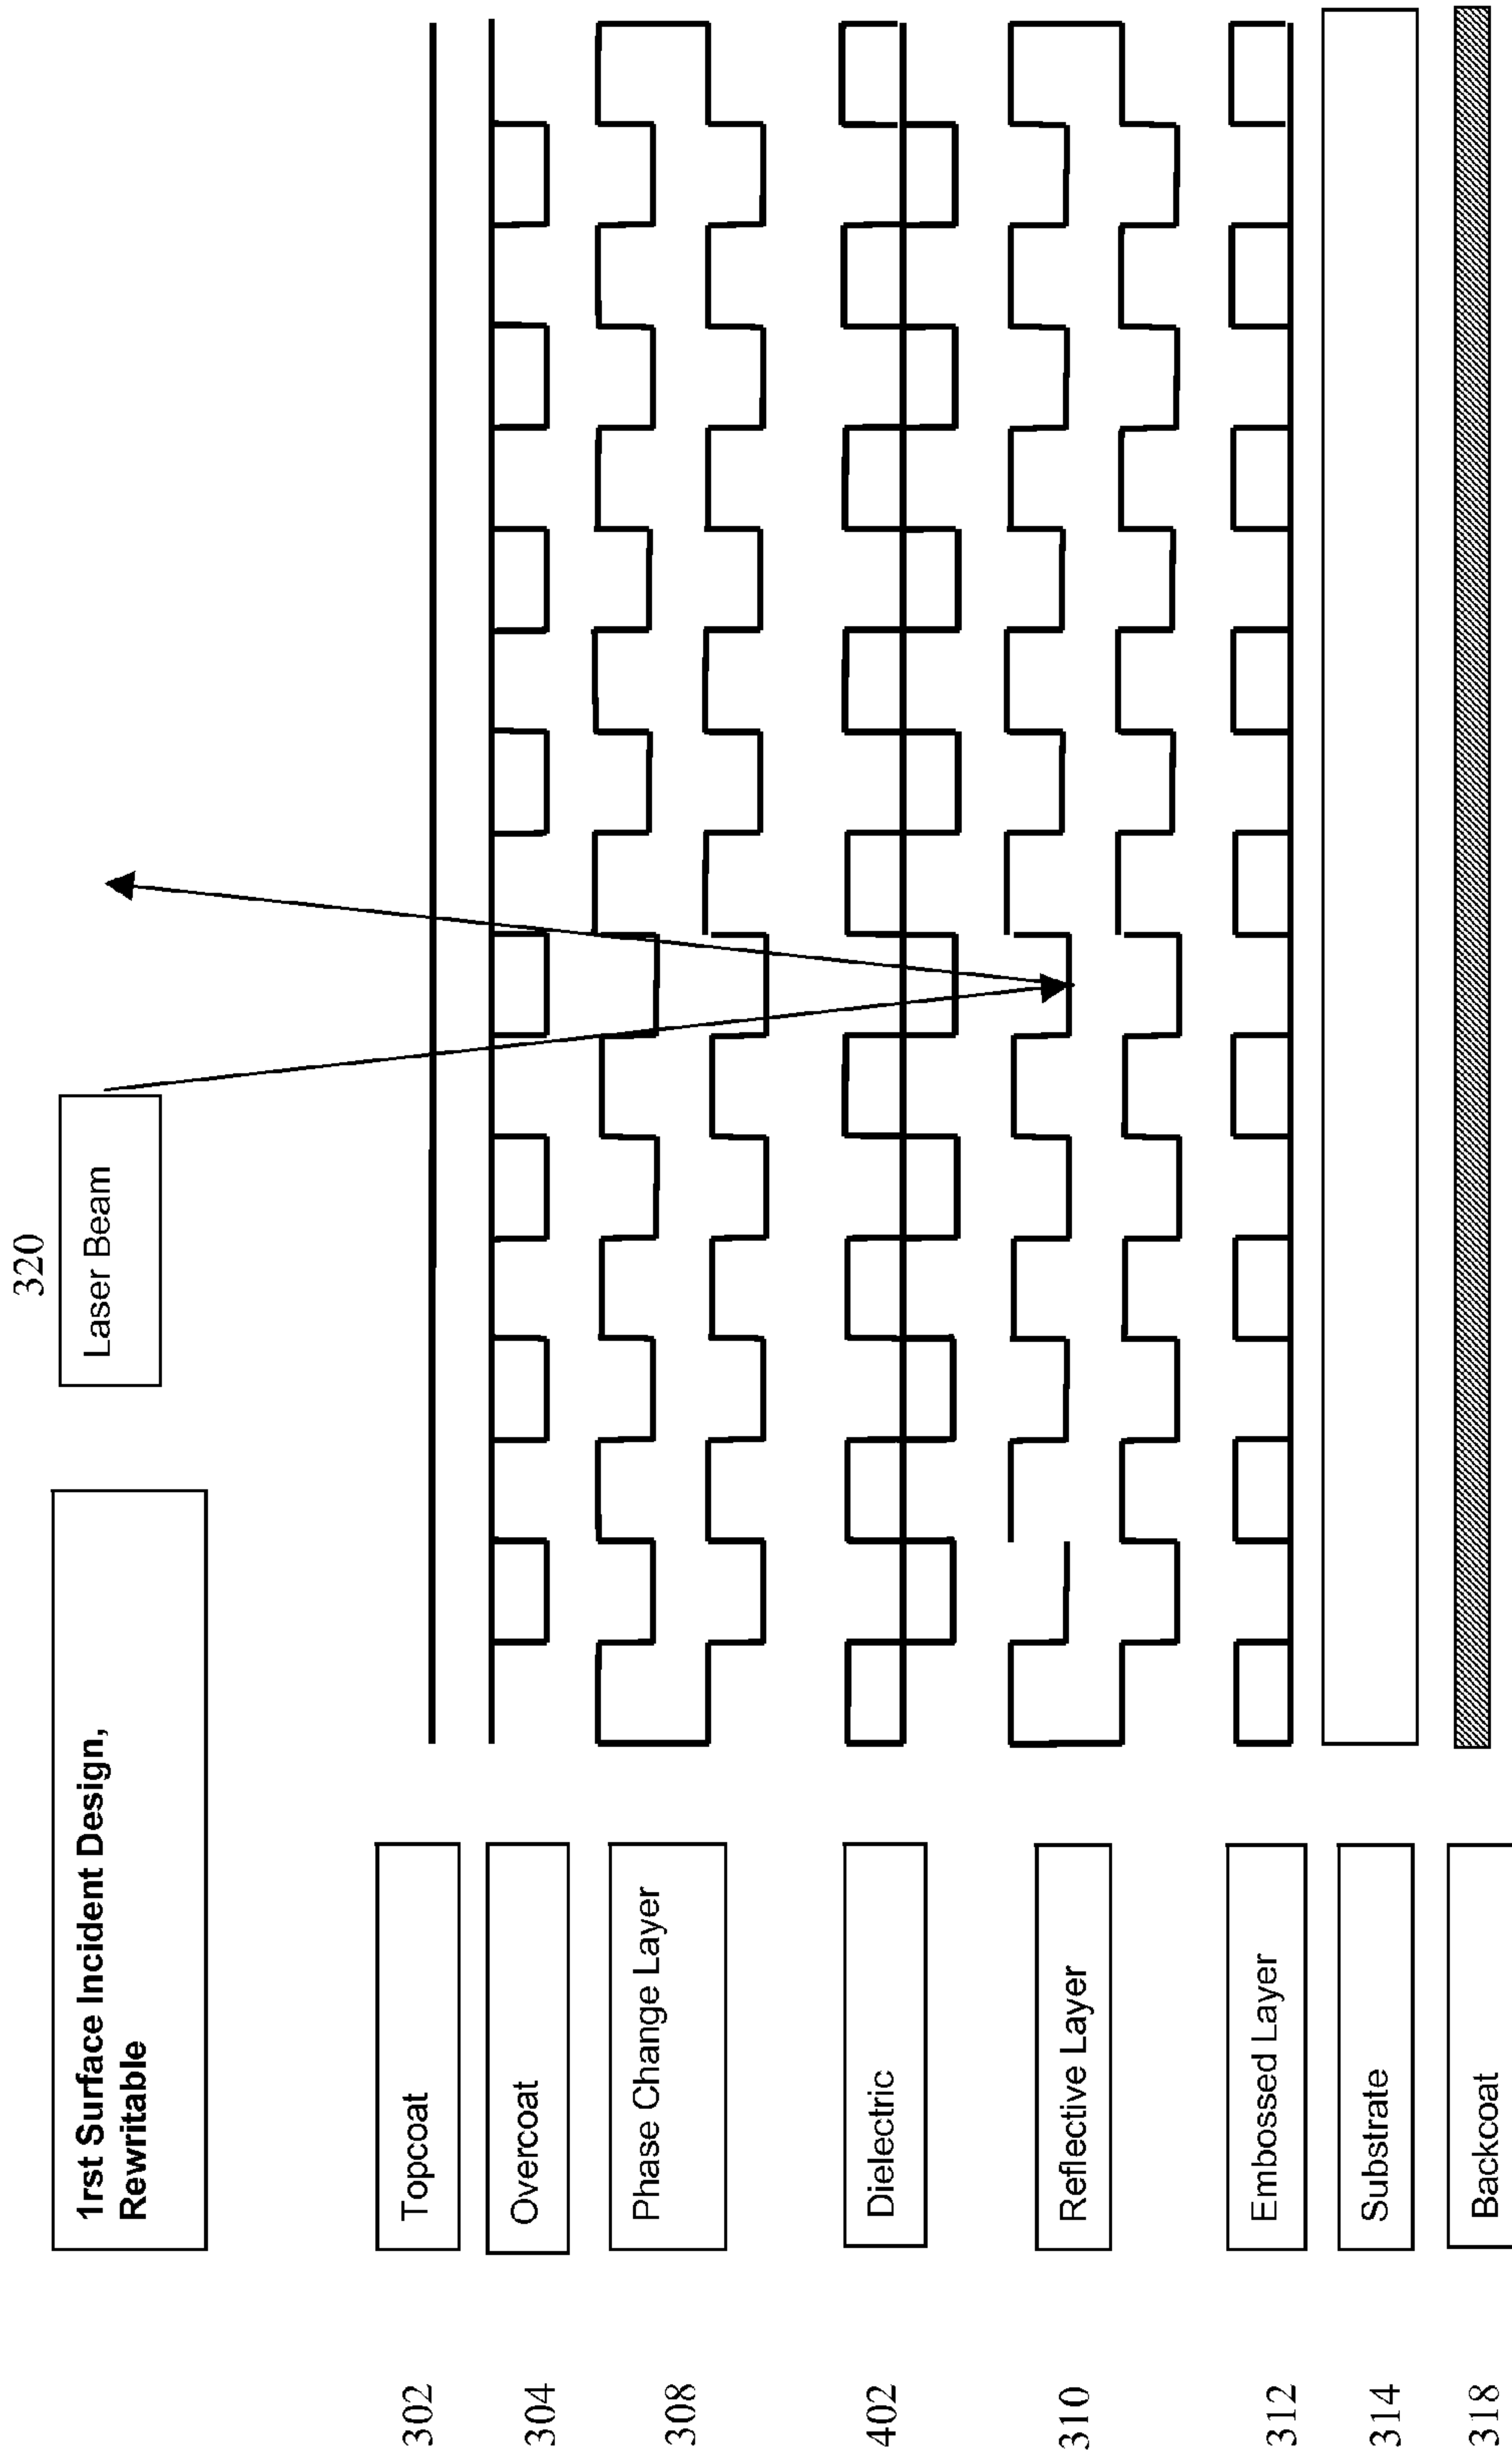 1rst Surface Incident Design,
Rewritable
320
Laser Beam
302 Topcoat
304 Overcoat
308 Phase Change Layer
402 Dielectric
310 Reflective Layer
312 Embossed Layer
314 Substrate
318 Backcoat